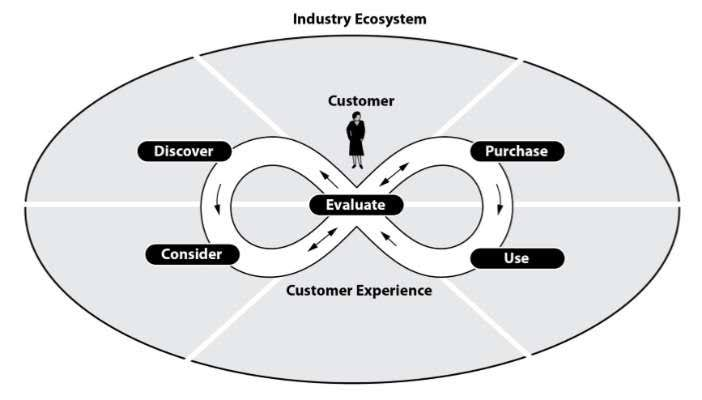 Industry Ecosystem
Customer
Discover
Purchase
Evaluate
Consider
Use
Customer Experience